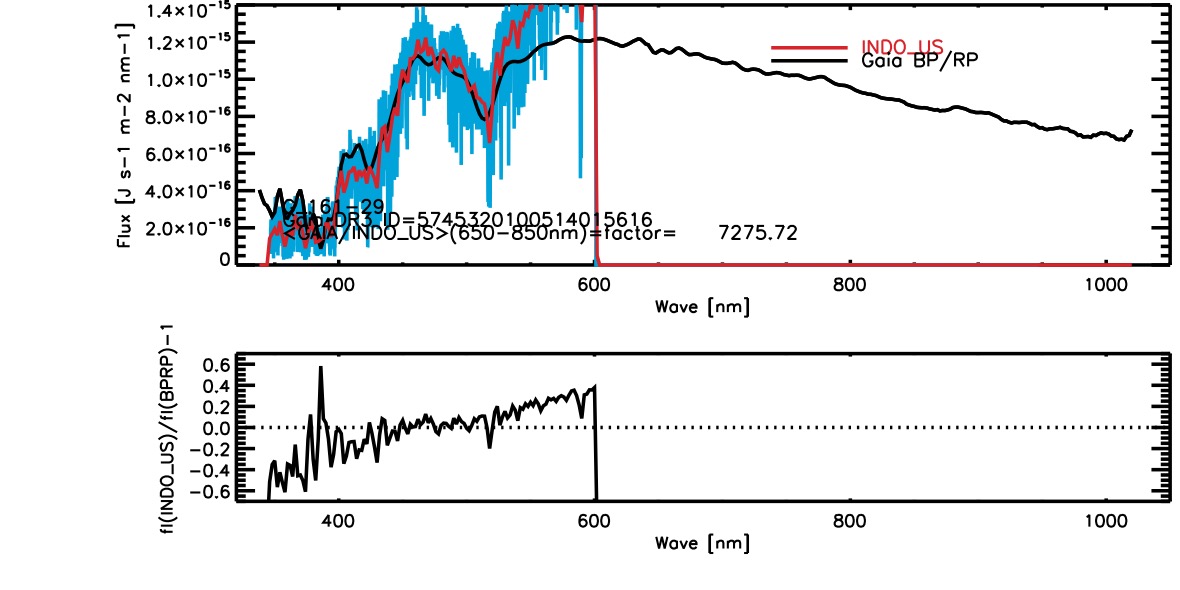 1.4×10−15
1.2×10−15
1.0×10−15
8.0×10−16
6.0×10−16
4.0×10−16
2.0×10−16
0
Flux [J s−1 m−2 nm−1]
INDO_US
Gaia BP/RP
G_161−29
Gaia DR3 ID=5745320100514015616
<GAIA/INDO_US>(650−850nm)=factor= 7275.72
400 600 800 1000
Wave [nm]
fl(INDO_US)/fl(BPRP)−1
0.6
0.4
0.2
0.0
−0.2
−0.4
−0.6
400 600 800 1000
Wave [nm]